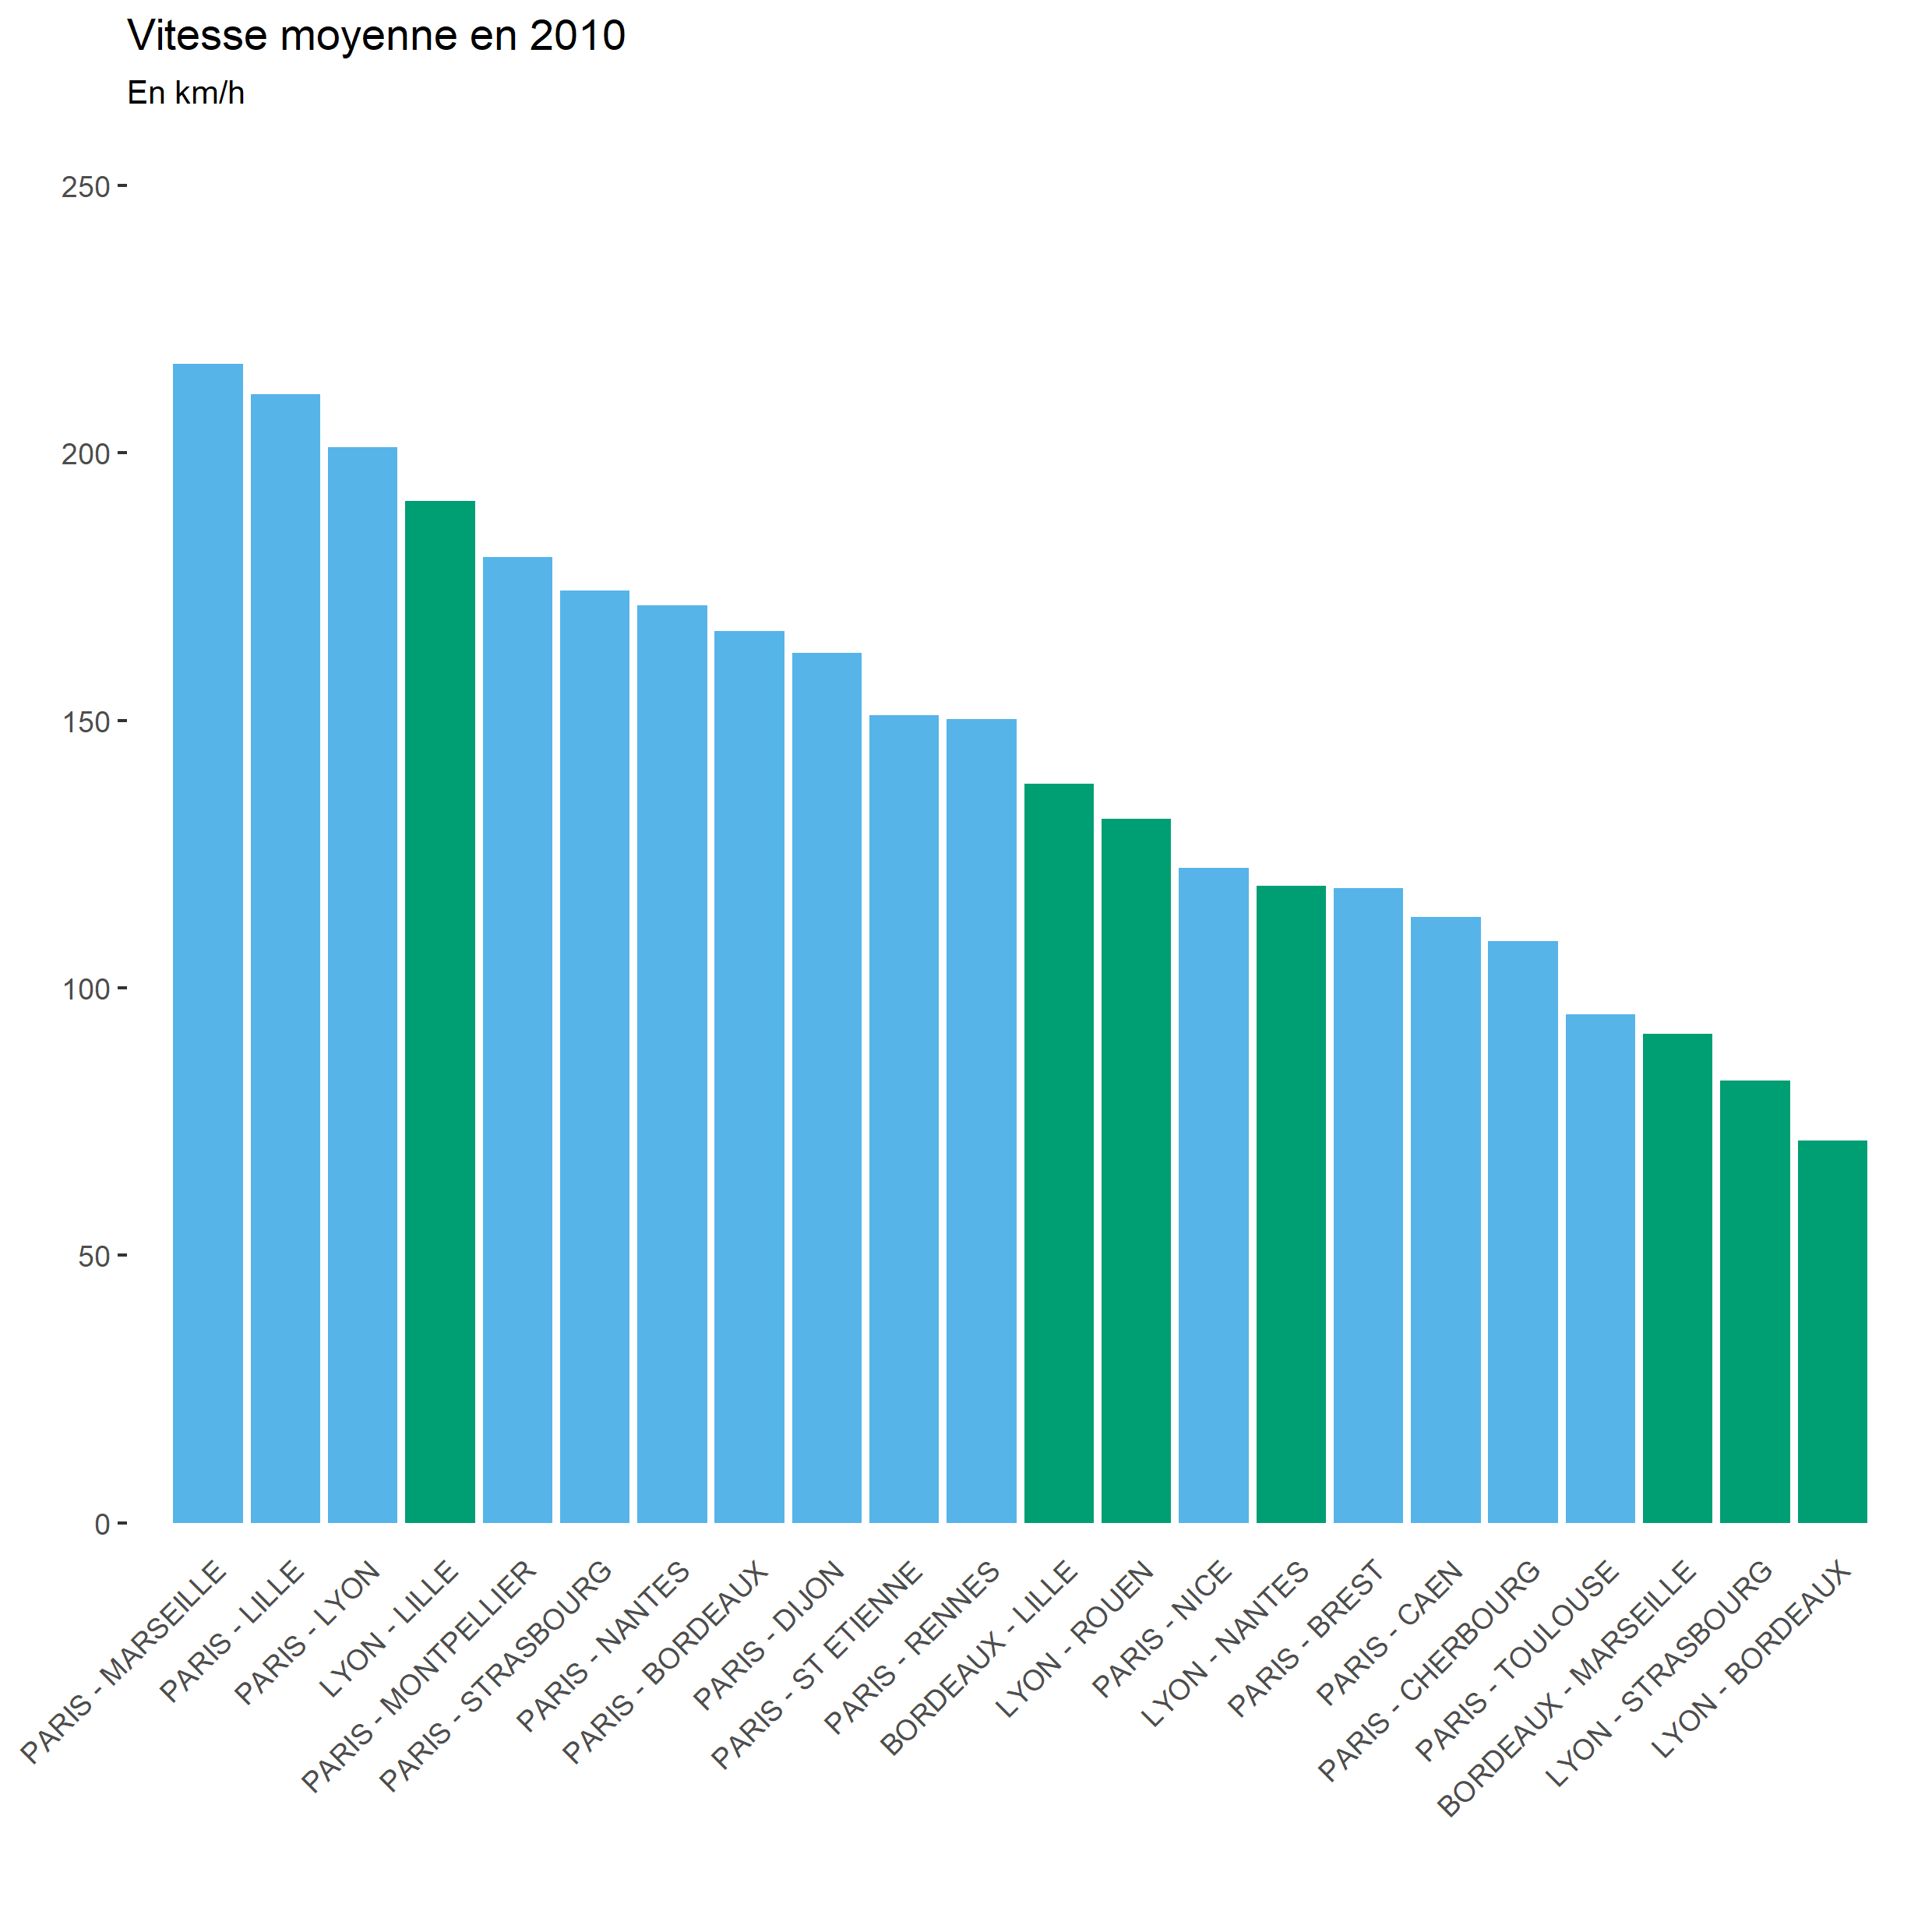 Vitesse moyenne en 2010
En km/h
250
200
150
100
50
0
PARIS - MARSEILLE
PARIS - LILLE
PARIS - LYON
LYON - LILLE
PARIS - MONTPELLIER
PARIS - STRASBOURG
PARIS - NANTES
PARIS - BORDEAUX
PARIS - DIJON
PARIS - ST ETIENNE
PARIS - RENNES
BORDEAUX - LILLE
LYON - ROUEN
PARIS - NICE
LYON - NANTES
PARIS - BREST
PARIS - CAEN
PARIS - CHERBOURG
PARIS - TOULOUSE
BORDEAUX - MARSEILLE
LYON - STRASBOURG
LYON - BORDEAUX